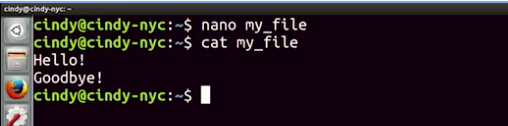 cindy@cindy-nyc: ~
cindy@cindy-nyc:~$ nano my_file
cindy@cindy-nyc:~$ cat my_file
Hello!
Goodbye!
cindy@cindy-nyc:~$